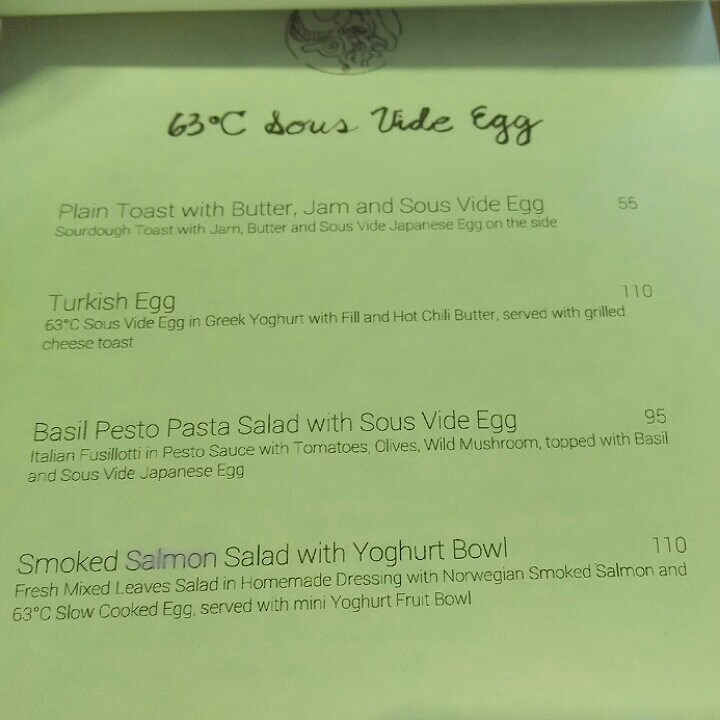 63°C Sous Vide Egg
Plain Toast with Butter, Jam and Sous Vide Egg 55
Sourdough Toast with Jam, Butter and Sous Vide Japanese Egg on the side
Turkish Egg 110
63°C Sous Vide Egg in Greek Yoghurt with Fill and Hot Chili Butter, served with grilled
cheese toast
Basil Pesto Pasta Salad with Sous Vide Egg 95
Italian Fusillotti in Pesto Sauce with Tomatoes, Olives, Wild Mushroom, topped with Basil
and Sous Vide Japanese Egg
Smoked Salmon Salad with Yoghurt Bowl 110
Fresh Mixed Leaves Salad in Homemade Dressing with Norwegian Smoked Salmon and
63°C Slow Cooked Egg, served with mini Yoghurt Fruit Bowl